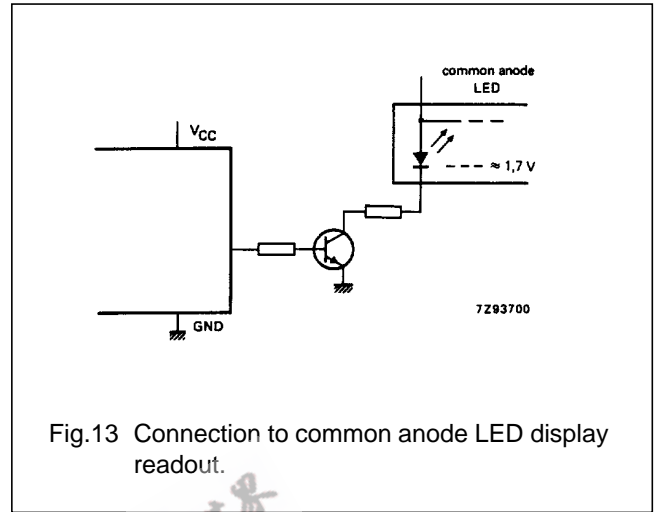 common anode
LED
VCC
≈ 1,7 V
7Z93700
GND
Fig.13 Connection to common anode LED display
readout.